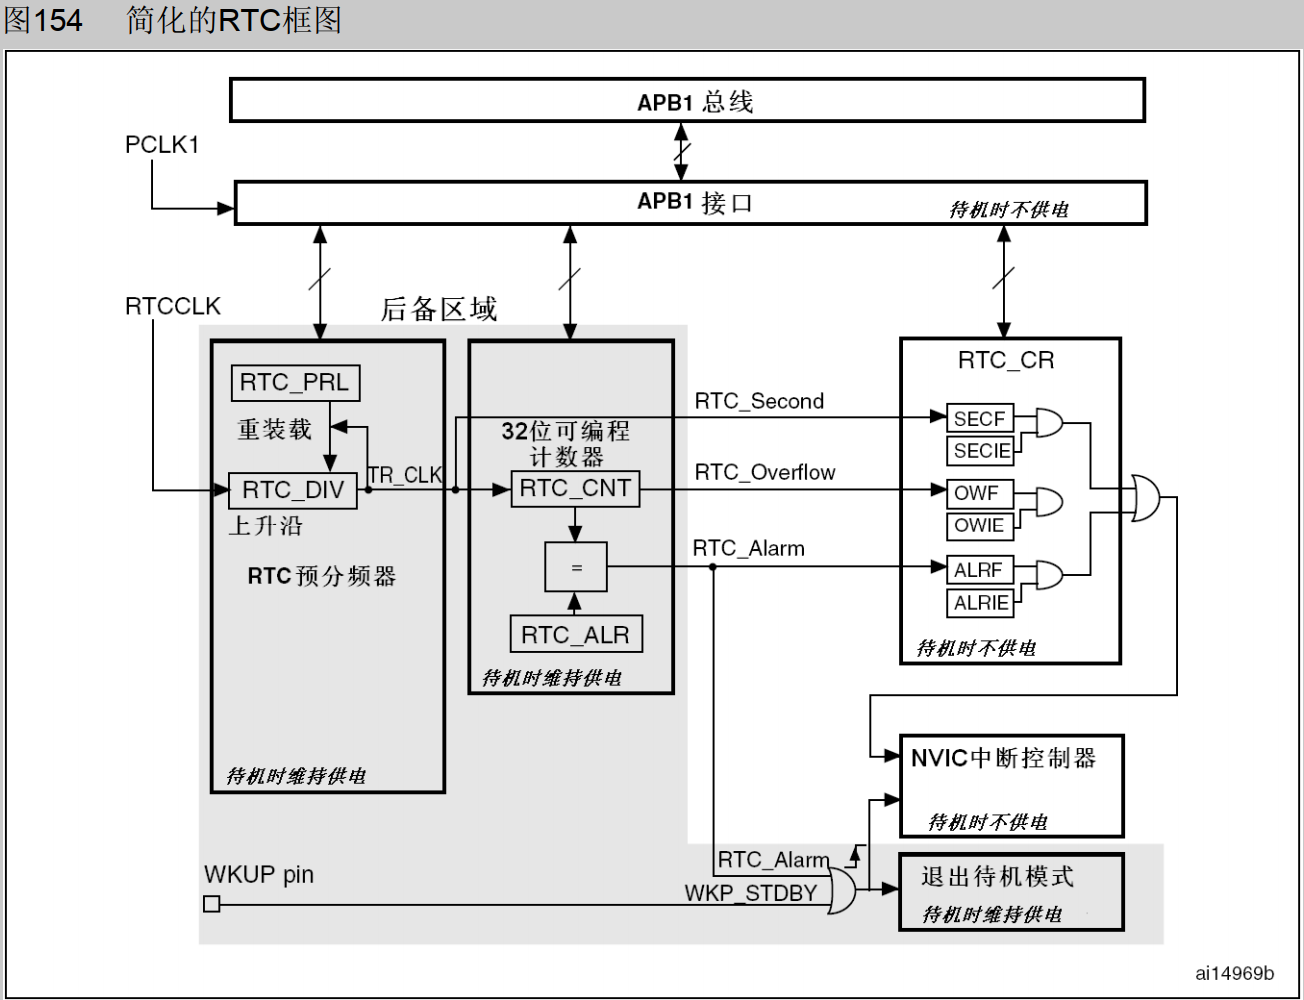 图154 简化的RTC框图
APB1 总线
PCLK1
APB1 接口
待机时不供电
RTCCLK
后备区域
RTC_PRL
重装载
RTC_DIV
TR_CLK
上升沿
RTC预分频器
待机时维持供电
32位可编程
计数器
RTC_CNT
=
RTC_ALR
待机时维持供电
RTC_Second
RTC_Overflow
RTC_Alarm
RTC_CR
SECF
SECIE
OWF
OWIE
ALRF
ALRIE
待机时不供电
NVIC中断控制器
待机时不供电
RTC_Alarm
WKUP pin
WKP_STDBY
退出待机模式
待机时维持供电
ai14969b